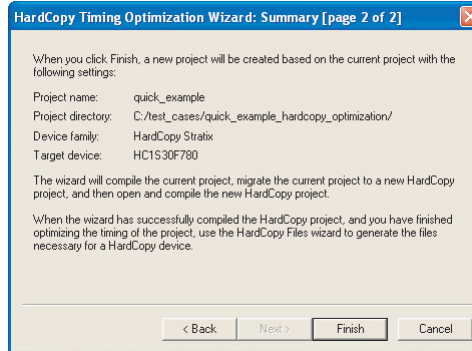 HardCopy Timing Optimization Wizard: Summary [page 2 of 2]
When you click Finish, a new project will be created based on the current project with the
following settings:
Project name: quick_example
Project directory: C:/test_cases/quick_example_hardcopy_optimization/
Device family: HardCopy Stratix
Target device: HC1S30F780
The wizard will compile the current project, migrate the current project to a new HardCopy
project, and then open and compile the new HardCopy project.
When the wizard has successfully compiled the HardCopy project, and you have finished
optimizing the timing of the project, use the HardCopy Files wizard to generate the files
necessary for a HardCopy device.
< Back Next > Finish Cancel